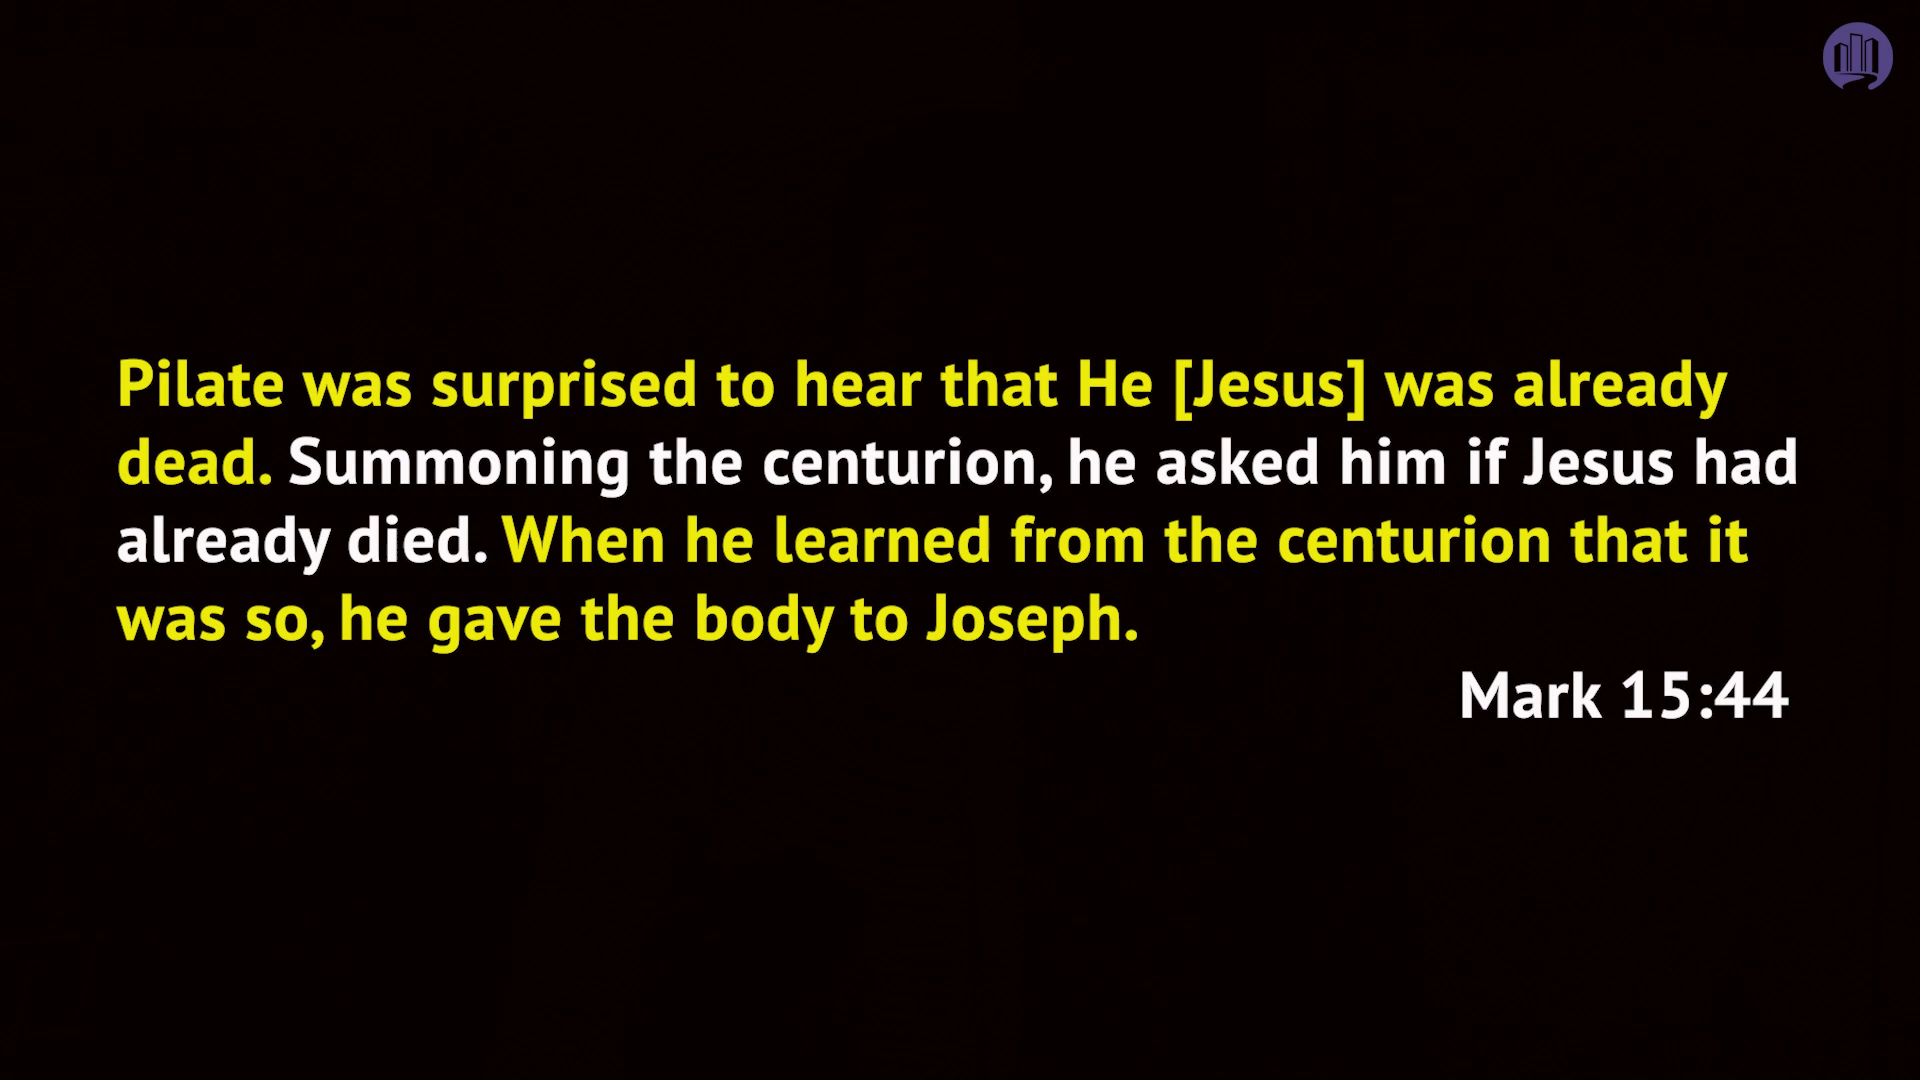 Pilate was surprised to hear that He [Jesus] was already
dead. Summoning the centurion, he asked him if Jesus had
already died. When he learned from the centurion that it
was so, he gave the body to Joseph.
Mark 15:44